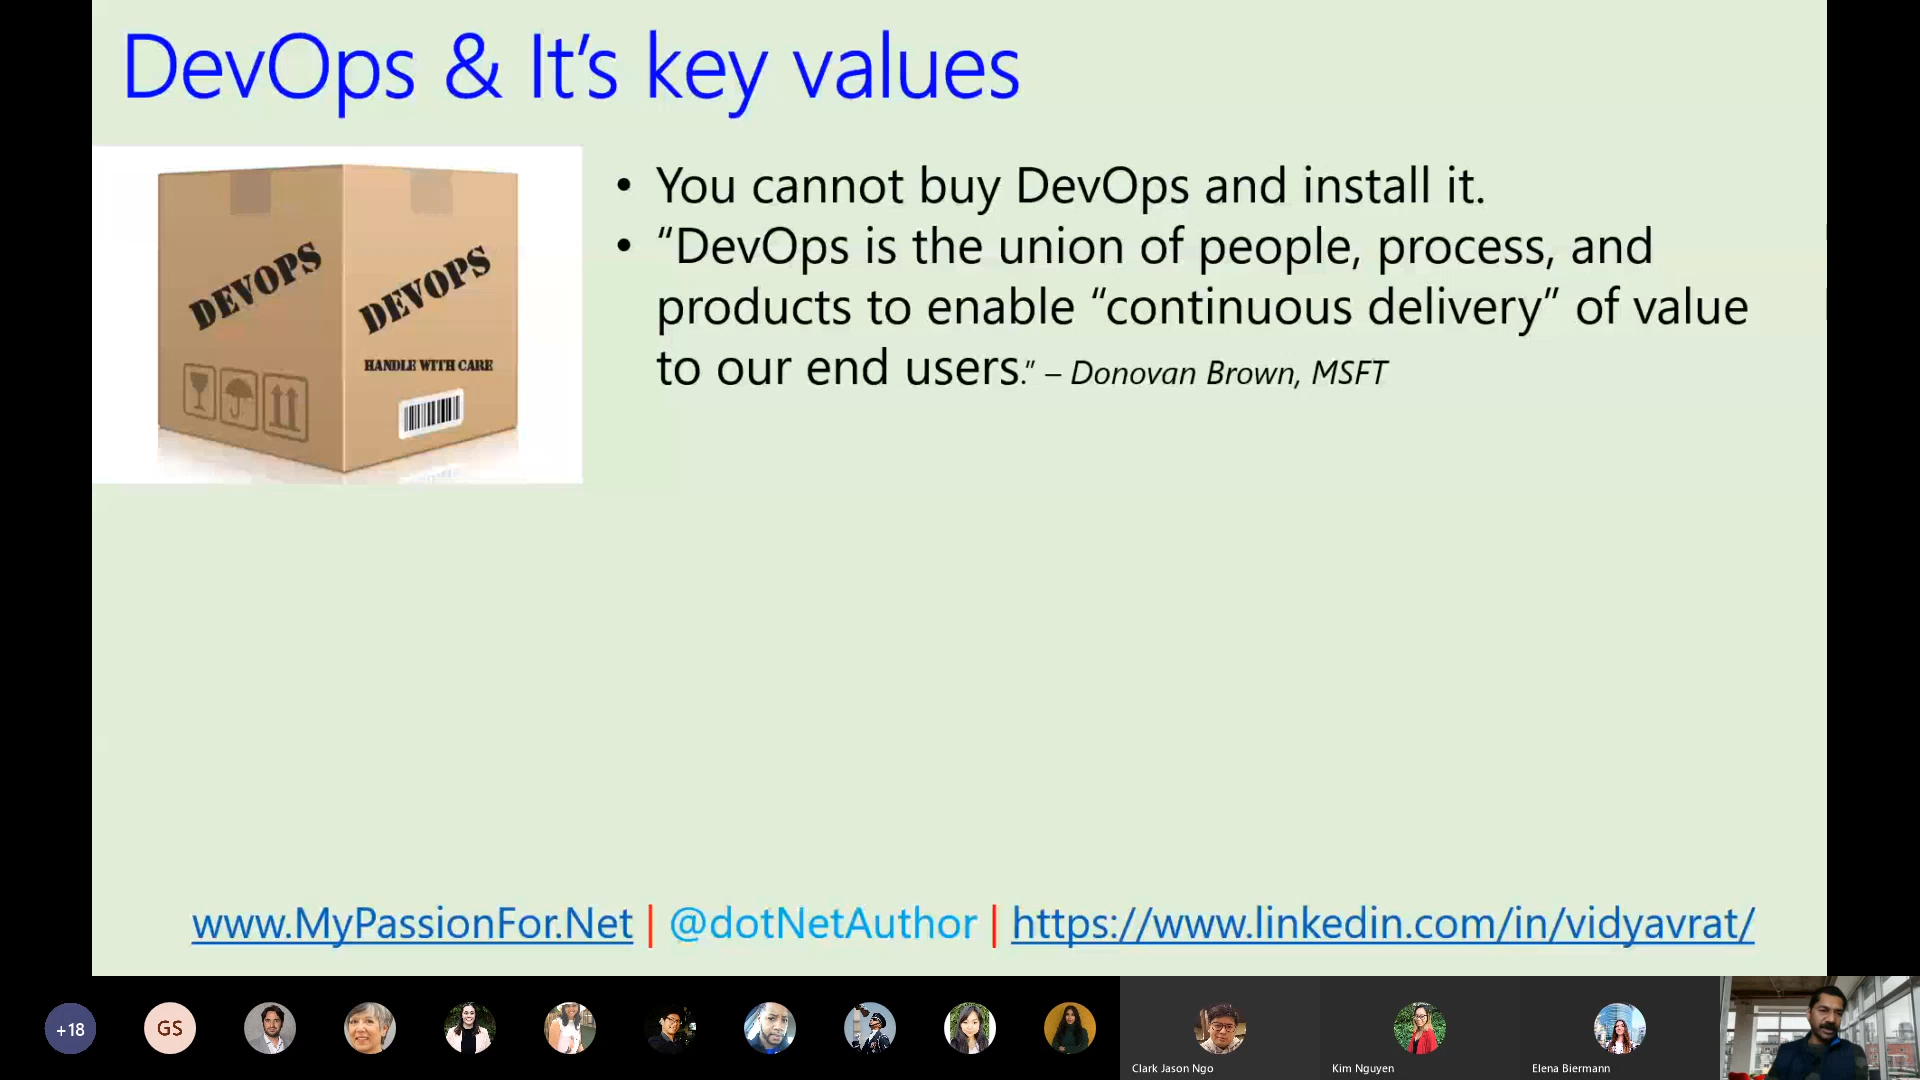 DevOps & It’s key values
DEVOPS
DEVOPS
HANDLE WITH CARE
• You cannot buy DevOps and install it.
• “DevOps is the union of people, process, and
products to enable “continuous delivery” of value
to our end users.” – Donovan Brown, MSFT
www.MyPassionFor.Net | @dotNetAuthor | https://www.linkedin.com/in/vidyavrat/
+18
GS
Clark Jason Ngo
Kim Nguyen
Elena Biermann